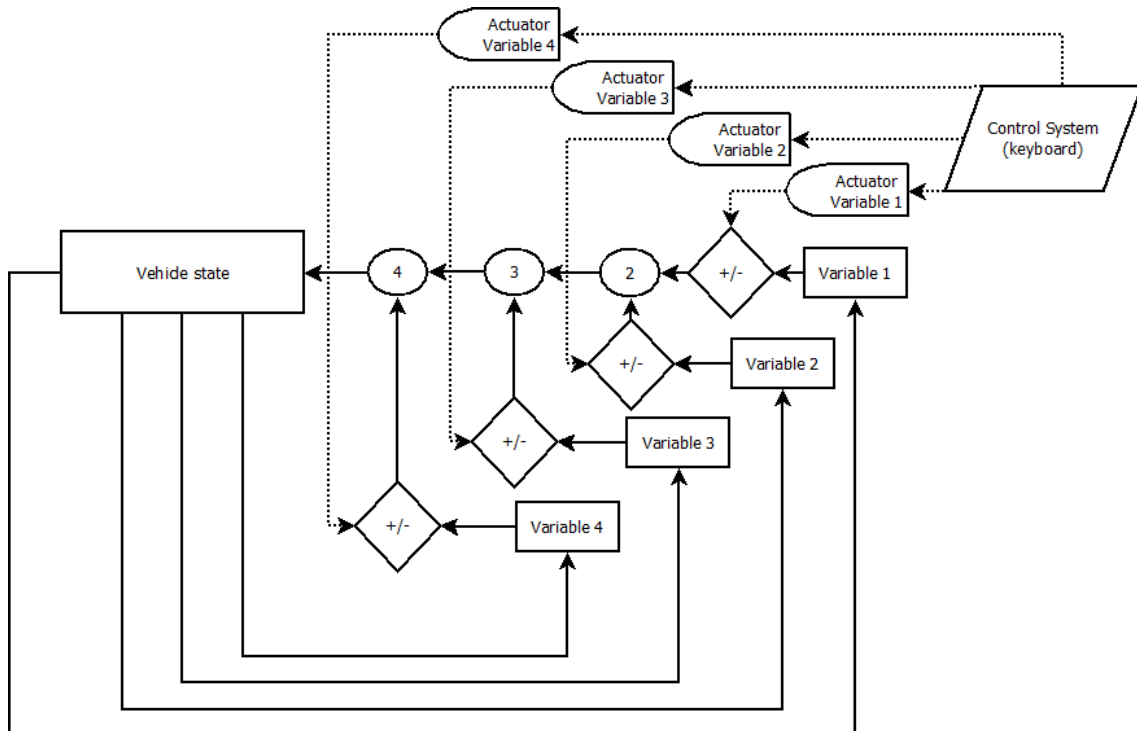 Actuator
Variable 4
Actuator
Variable 3
Actuator
Variable 2
Control System
(keyboard)
Actuator
Variable 1
Vehicle state
4
3
2
+/-
Variable 1
+/-
Variable 2
+/-
Variable 3
+/-
Variable 4